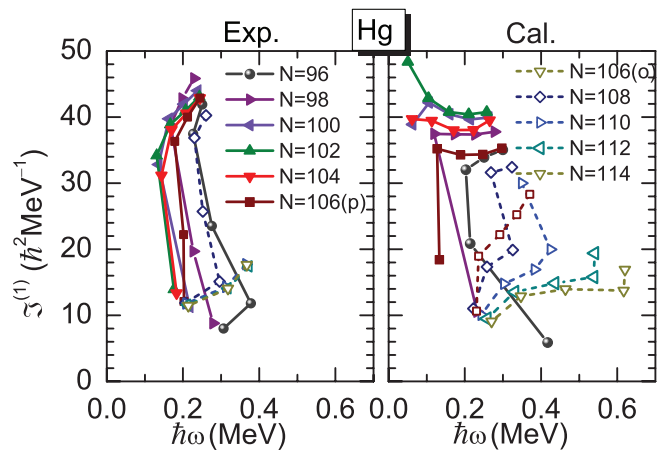 Exp. Hg Cal.
50
40
30
20
10
0
ℑ⁽¹⁾ (ħ²MeV⁻¹)
N=96
N=98
N=100
N=102
N=104
N=106(p)
N=106(o)
N=108
N=110
N=112
N=114
0.0 0.2 0.4 0.6 0.0 0.2 0.4 0.6
ħω (MeV) ħω (MeV)